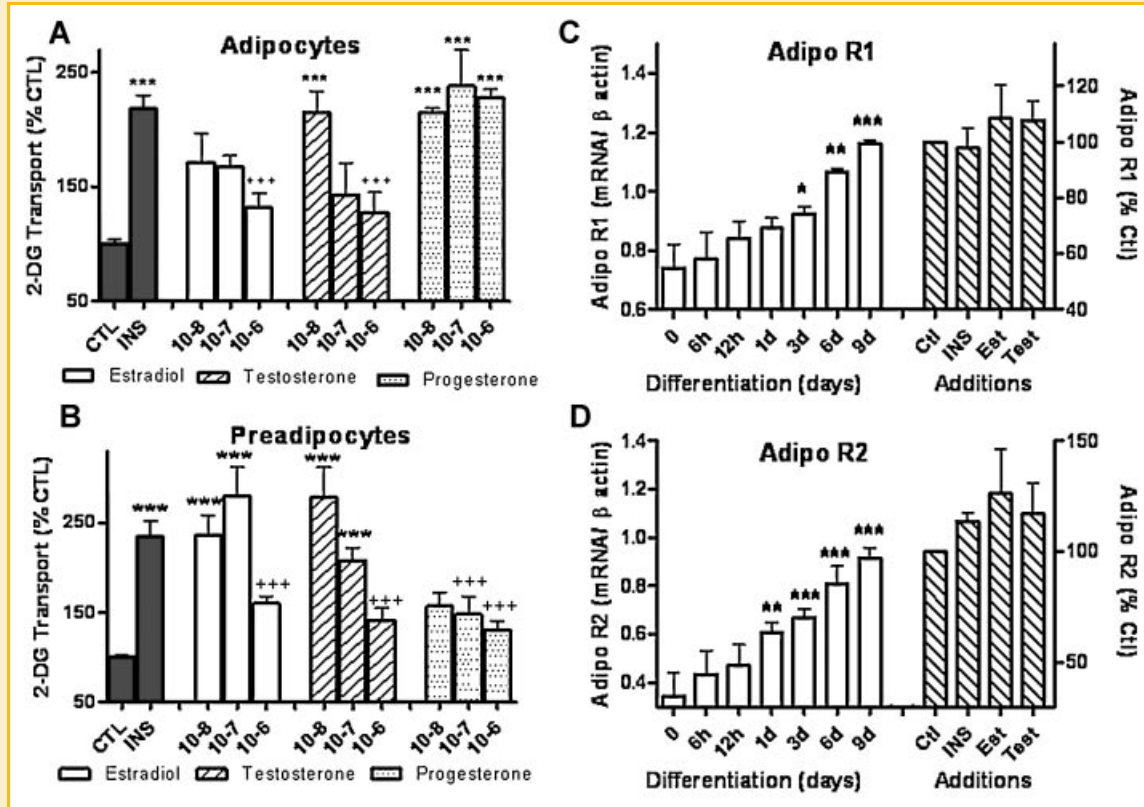 A
Adipocytes
2-DG Transport (% CTL)
250
150
50
***
+++
***
+++
***
***
***
CTL
INS
10-8
10-7
10-6
10-8
10-7
10-6
10-8
10-7
10-6
Estradiol
Testosterone
Progesterone
B
Preadipocytes
2-DG Transport (% CTL)
250
150
50
***
***
***
+++
***
***
+++
+++
+++
CTL
INS
10-8
10-7
10-6
10-8
10-7
10-6
10-8
10-7
10-6
Estradiol
Testosterone
Progesterone
C
Adipo R1
Adipo R1 (mRNA/ β actin)
1.4
1.2
1.0
0.8
0.6
*
**
***
120
100
80
60
40
Adipo R1 (% Ctl)
0
6h
12h
1d
3d
6d
9d
Ctl
INS
Est
Test
Differentiation (days)
Additions
D
Adipo R2
Adipo R2 (mRNA/ β actin)
1.4
1.2
1.0
0.8
0.6
0.4
**
***
***
***
150
100
50
Adipo R2 (% Ctl)
0
6h
12h
1d
3d
6d
9d
Ctl
INS
Est
Test
Differentiation (days)
Additions